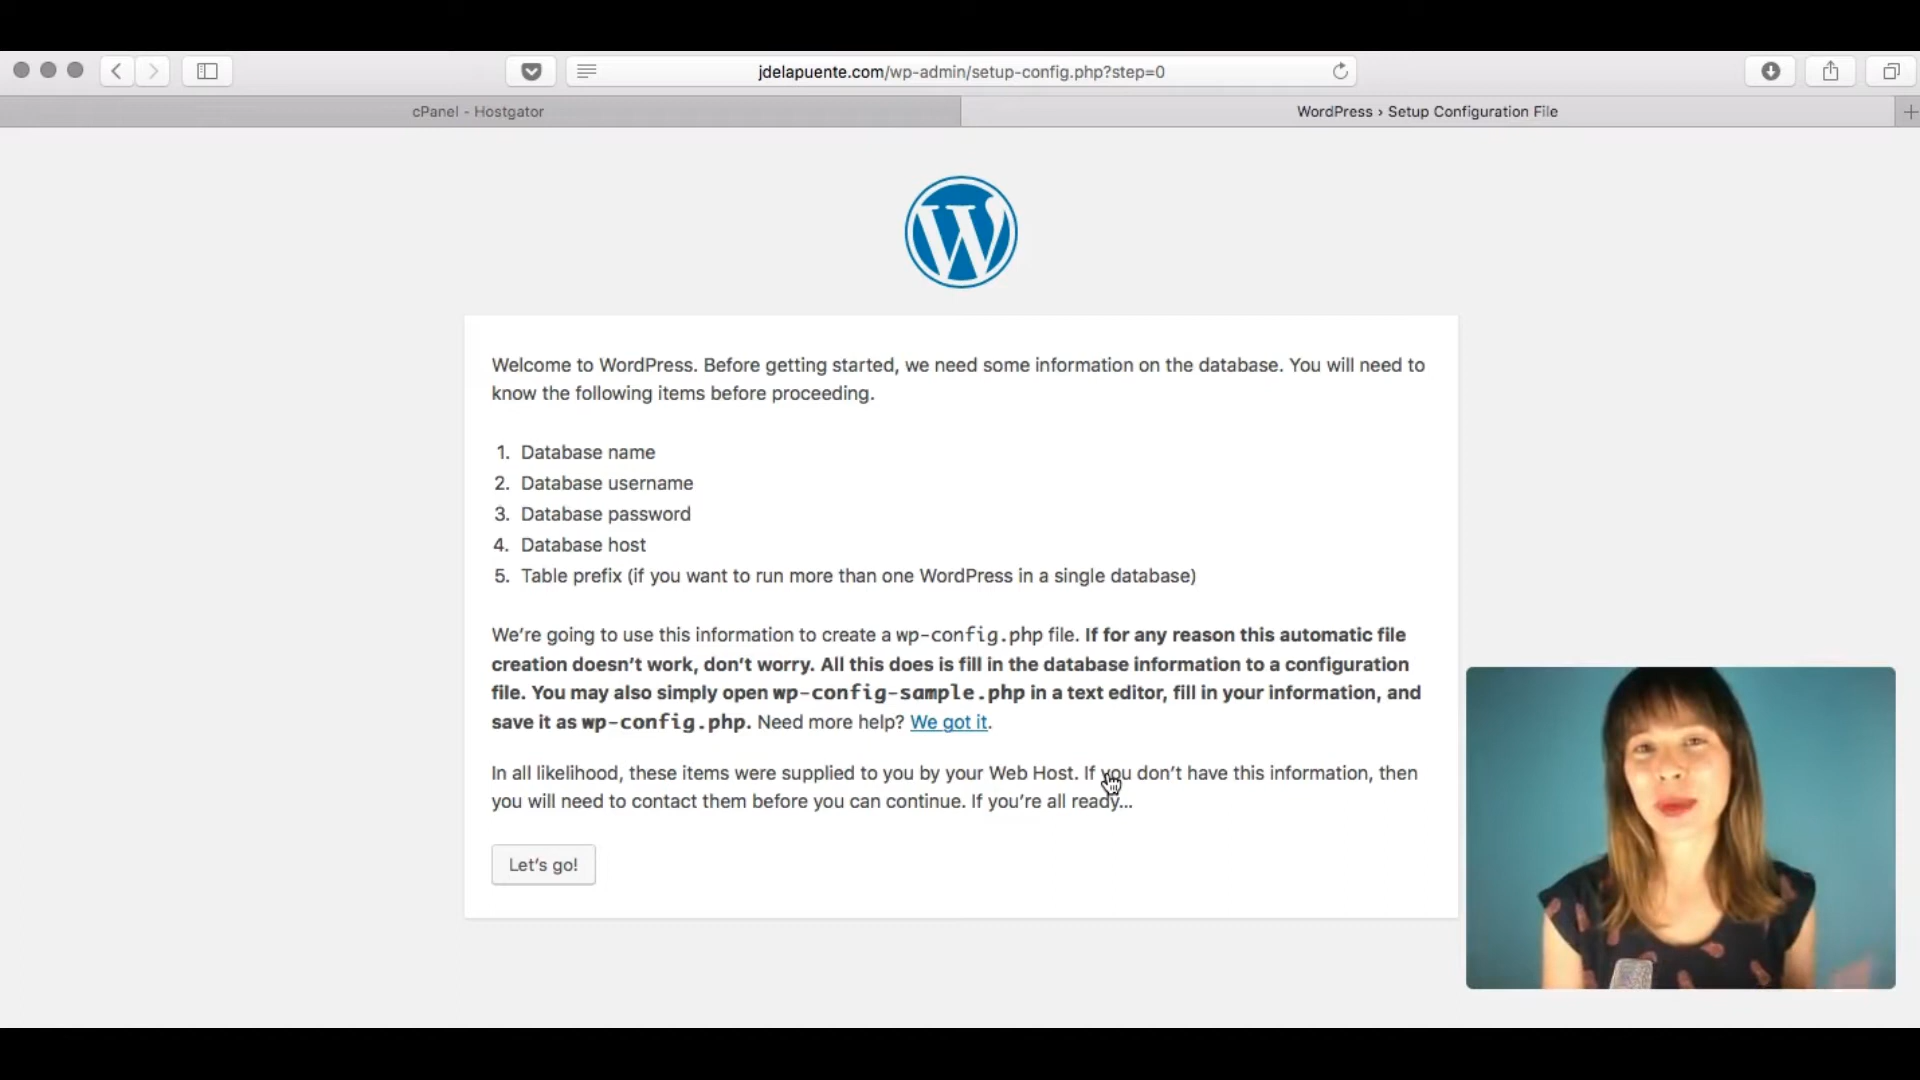 jdelapuente.com/wp-admin/setup-config.php?step=0
cPanel - Hostgator
WordPress › Setup Configuration File
Welcome to WordPress. Before getting started, we need some information on the database. You will need to
know the following items before proceeding.
1. Database name
2. Database username
3. Database password
4. Database host
5. Table prefix (if you want to run more than one WordPress in a single database)
We’re going to use this information to create a wp-config.php file. If for any reason this automatic file
creation doesn’t work, don’t worry. All this does is fill in the database information to a configuration
file. You may also simply open wp-config-sample.php in a text editor, fill in your information, and
save it as wp-config.php. Need more help? We got it.
In all likelihood, these items were supplied to you by your Web Host. If you don’t have this information, then
you will need to contact them before you can continue. If you’re all ready…
Let’s go!